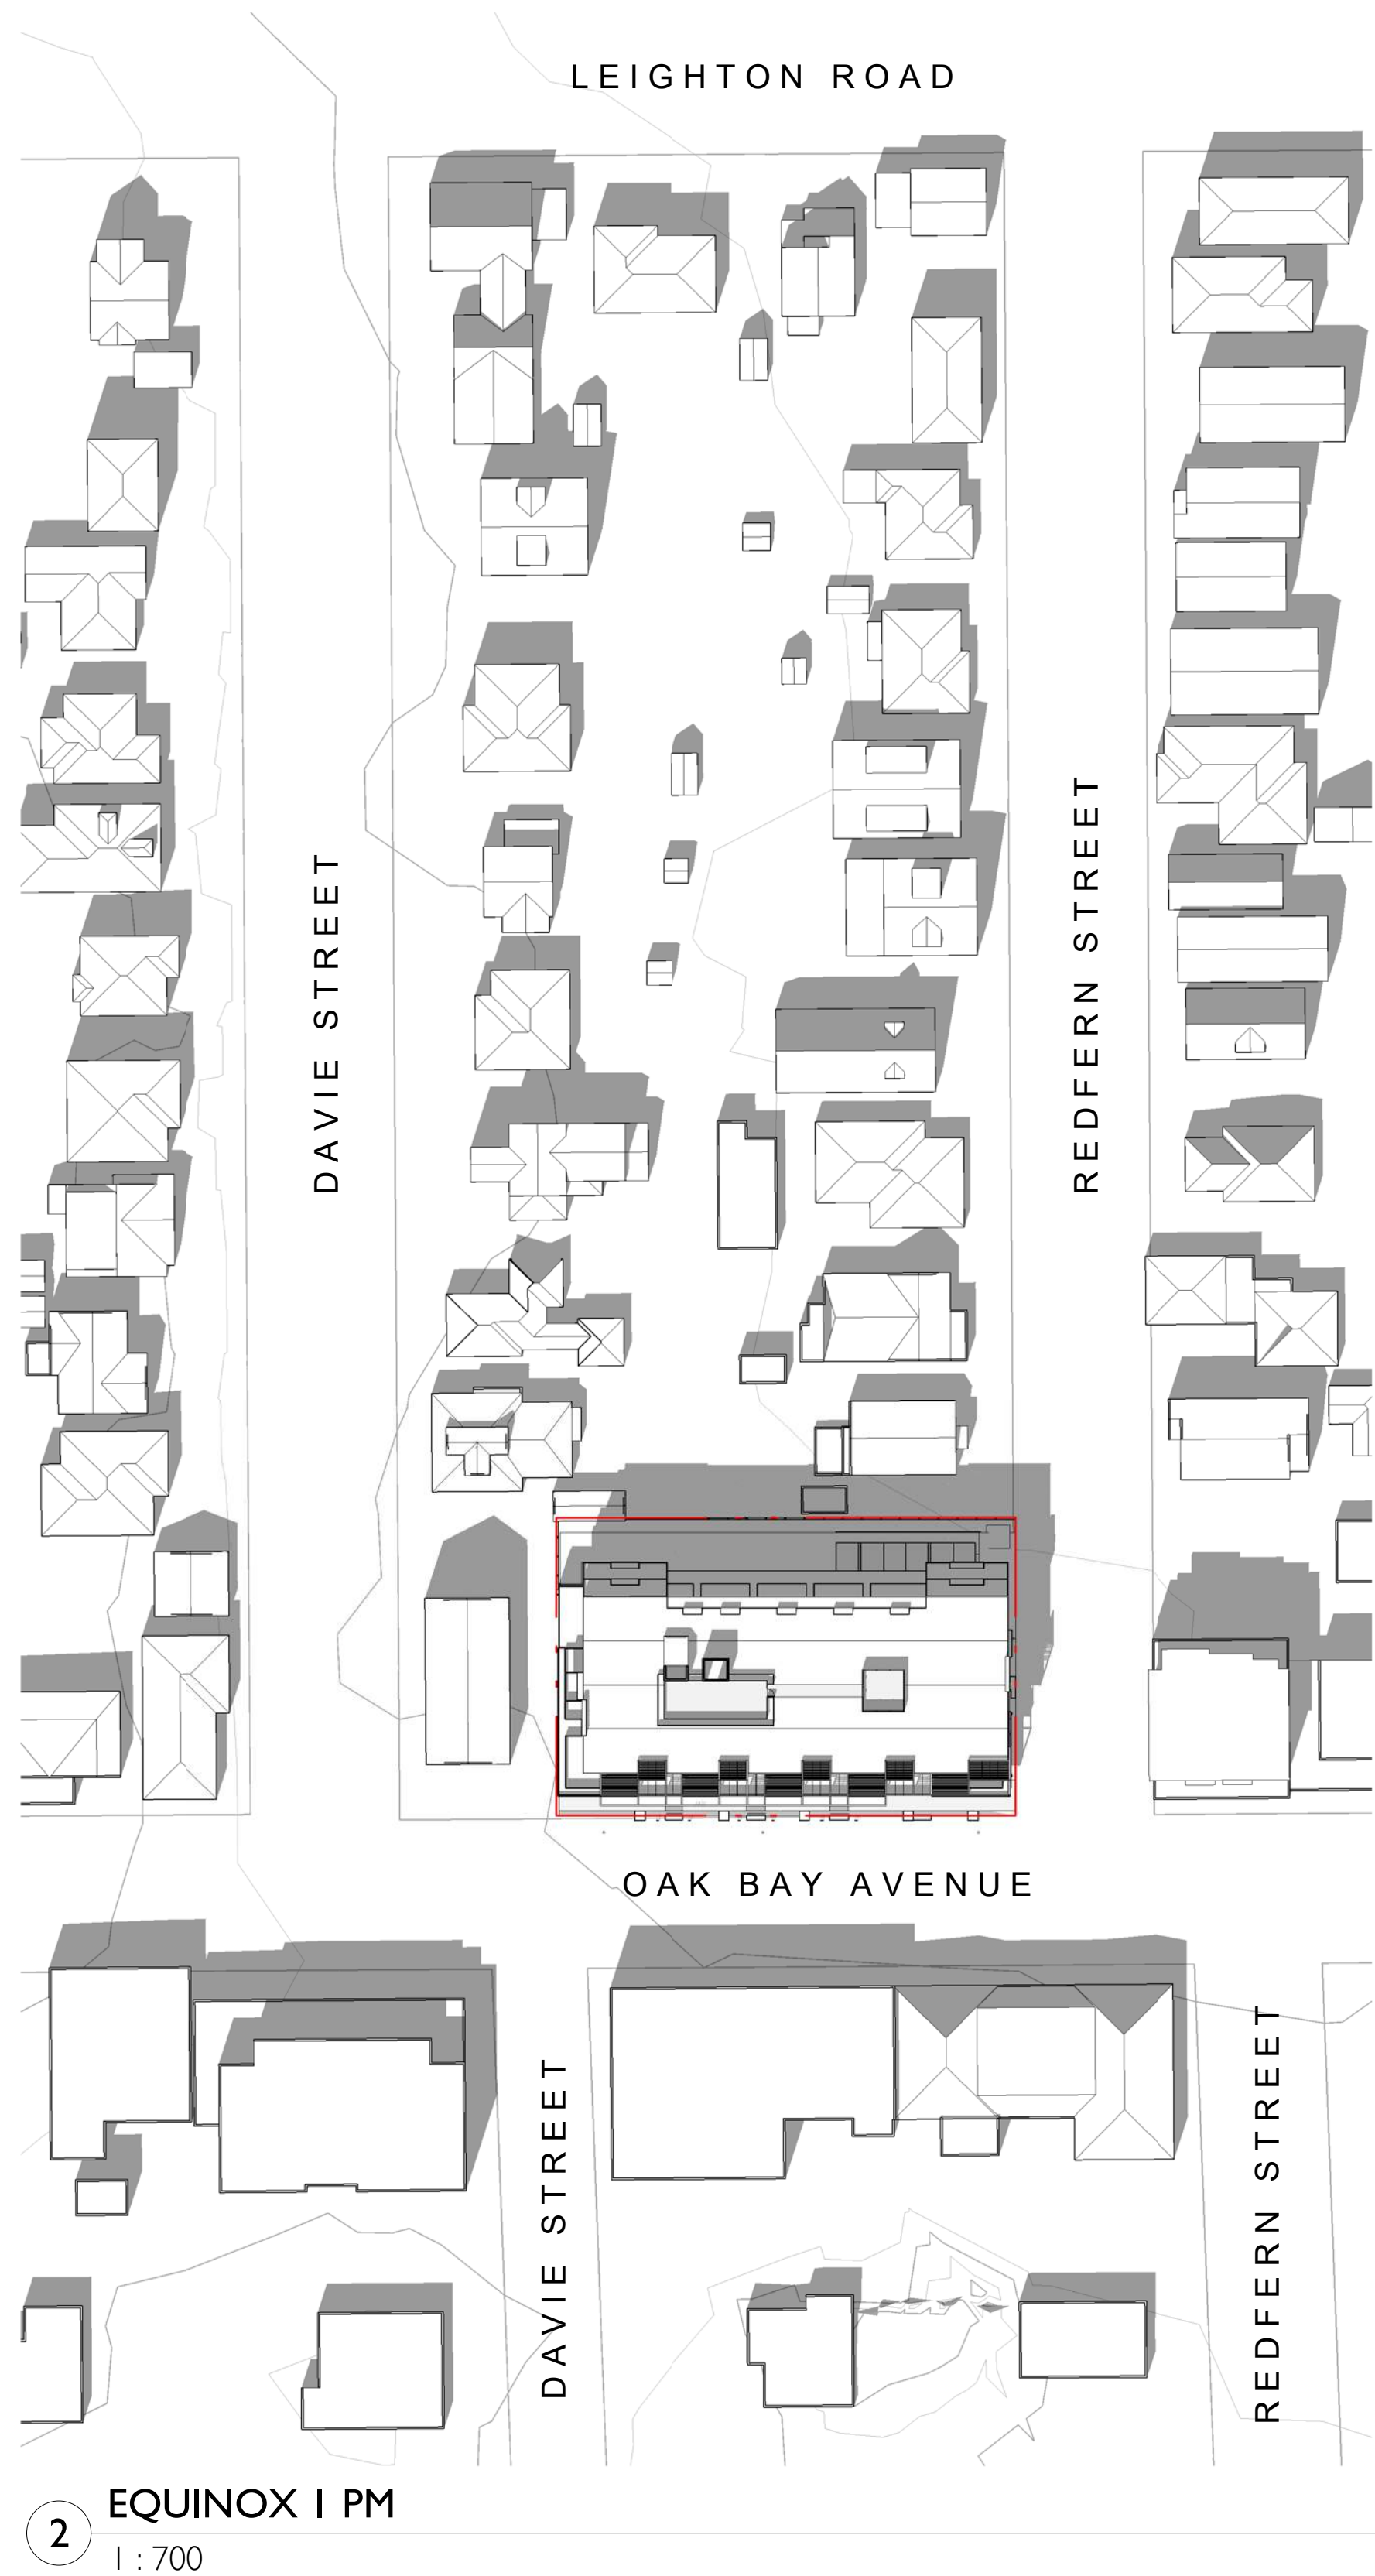 LEIGHTON ROAD
DAVIE STREET
REDFERN STREET
OAK BAY AVENUE
DAVIE STREET
REDFERN STREET
2
EQUINOX 1 PM
1 : 700